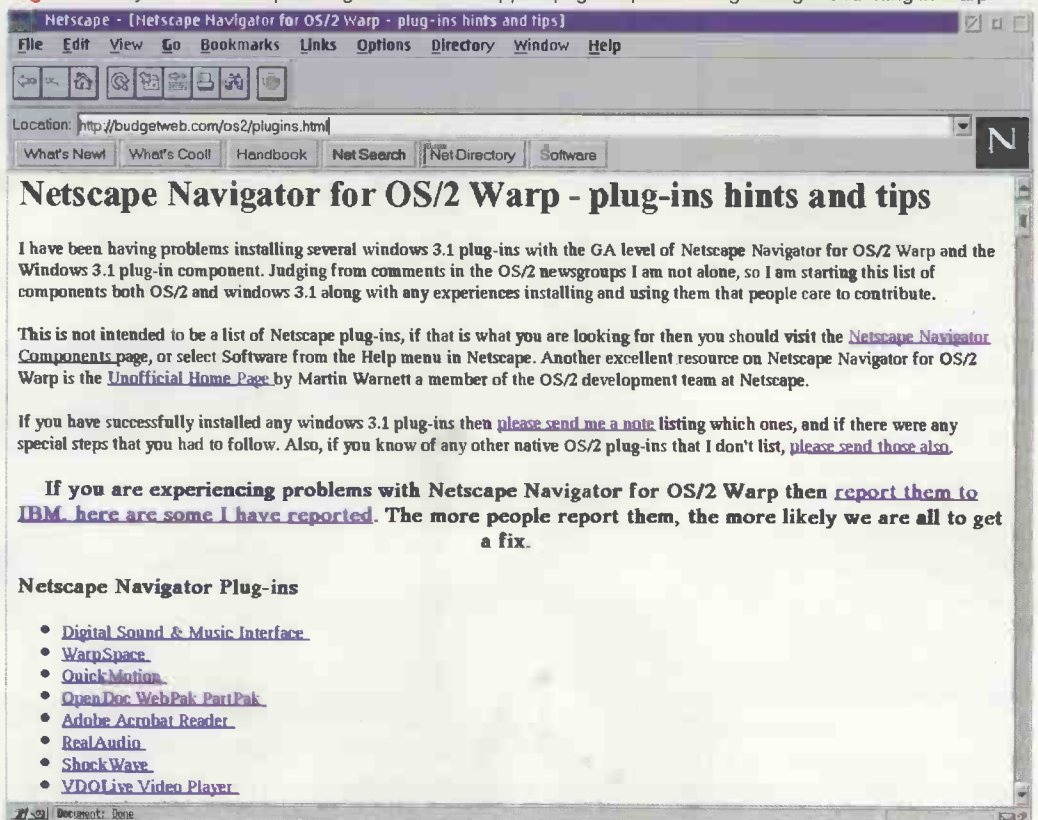 Netscape - [Netscape Navigator for OS/2 Warp - plug-ins hints and tips]
File Edit View Go Bookmarks Links Options Directory Window Help
Location: http://budgetweb.com/os2/plugins.html
What's New! What's Cool! Handbook Net Search Net Directory Software
N
Netscape Navigator for OS/2 Warp - plug-ins hints and tips
I have been having problems installing several windows 3.1 plug-ins with the GA level of Netscape Navigator for OS/2 Warp and the
Windows 3.1 plug-in component. Judging from comments in the OS/2 newsgroups I am not alone, so I am starting this list of
components both OS/2 and windows 3.1 along with any experiences installing and using them that people care to contribute.
This is not intended to be a list of Netscape plug-ins, if that is what you are looking for then you should visit the Netscape Navigator
Components page, or select Software from the Help menu in Netscape. Another excellent resource on Netscape Navigator for OS/2
Warp is the Unofficial Home Page by Martin Warnett a member of the OS/2 development team at Netscape.
If you have successfully installed any windows 3.1 plug-ins then please send me a note listing which ones, and if there were any
special steps that you had to follow. Also, if you know of any other native OS/2 plug-ins that I don't list, please send those also.
If you are experiencing problems with Netscape Navigator for OS/2 Warp then report them to
IBM, here are some I have reported. The more people report them, the more likely we are all to get
a fix.
Netscape Navigator Plug-ins
Digital Sound & Music Interface
WarpSpace
QuickMotion
OpenDoc WebPak PartPak
Adobe Acrobat Reader
RealAudio
ShockWave
VDOLive Video Player
Document: Done